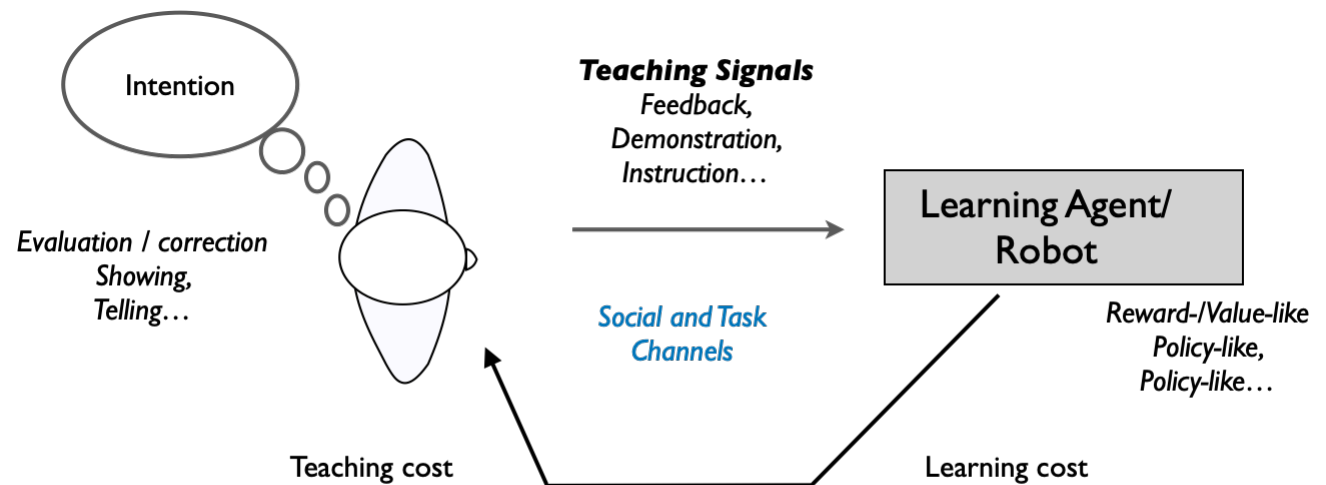 Intention
Teaching Signals
Feedback,
Demonstration,
Instruction…
Learning Agent/
Robot
Evaluation / correction
Showing,
Telling…
Social and Task
Channels
Reward-/Value-like
Policy-like,
Policy-like…
Teaching cost
Learning cost